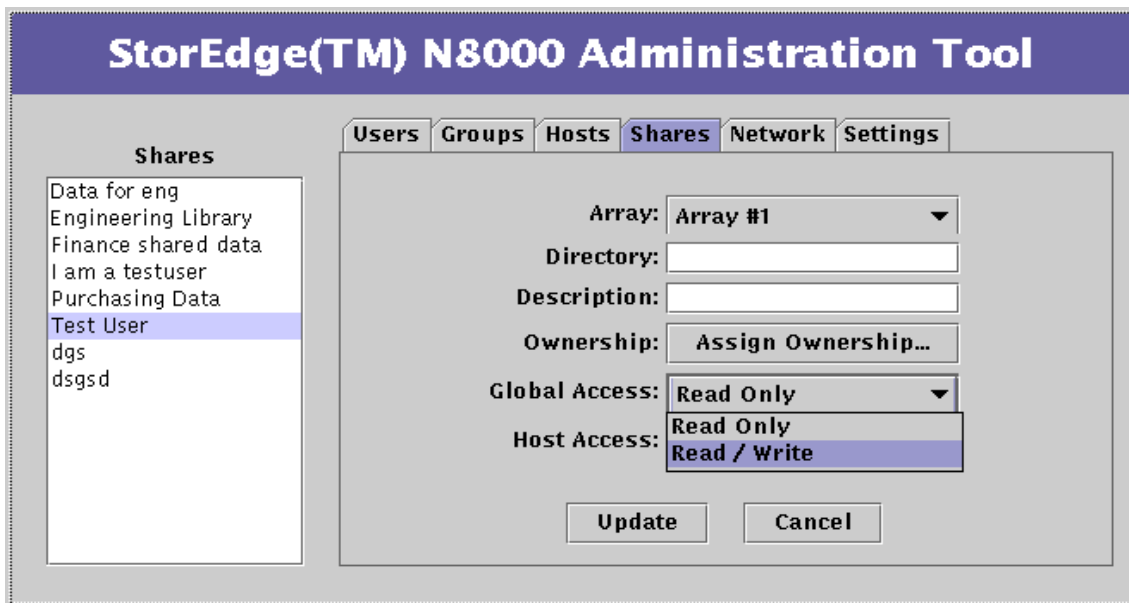 StorEdge(TM) N8000 Administration Tool
Users Groups Hosts Shares Network Settings
Shares
Data for eng
Engineering Library
Finance shared data
I am a testuser
Purchasing Data
Test User
dgs
dsgsd
Array: Array #1
Directory:
Description:
Ownership: Assign Ownership...
Global Access: Read Only
Read Only
Read / Write
Host Access:
Update Cancel